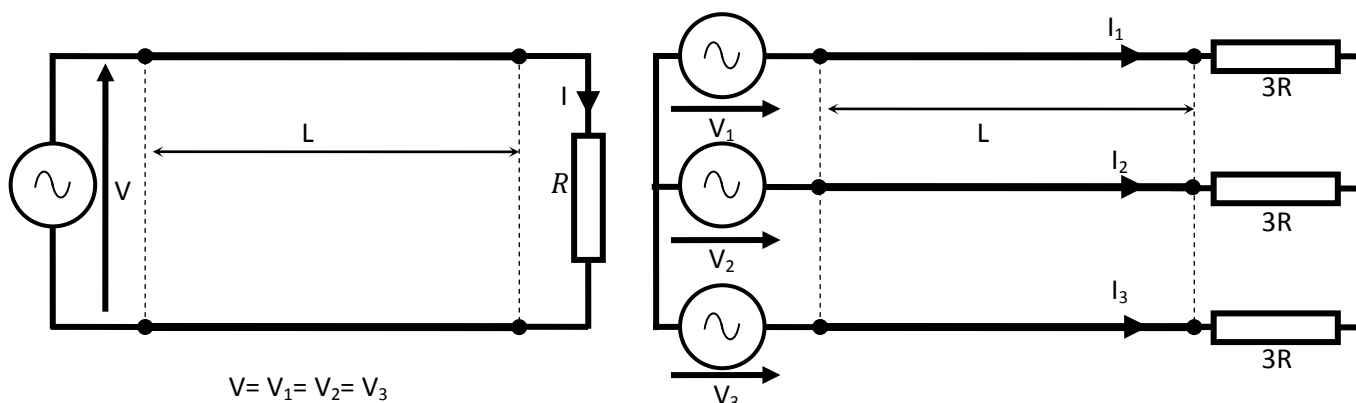 I
L
V
R
V= V₁= V₂= V₃
I₁
3R
V₁
L
I₂
3R
V₂
I₃
3R
V₃